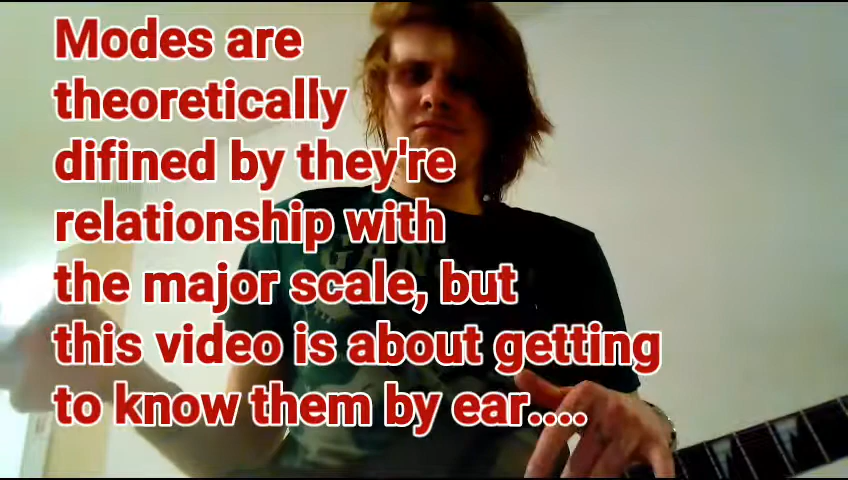 Modes are
theoretically
difined by they're
relationship with
the major scale, but
this video is about getting
to know them by ear....